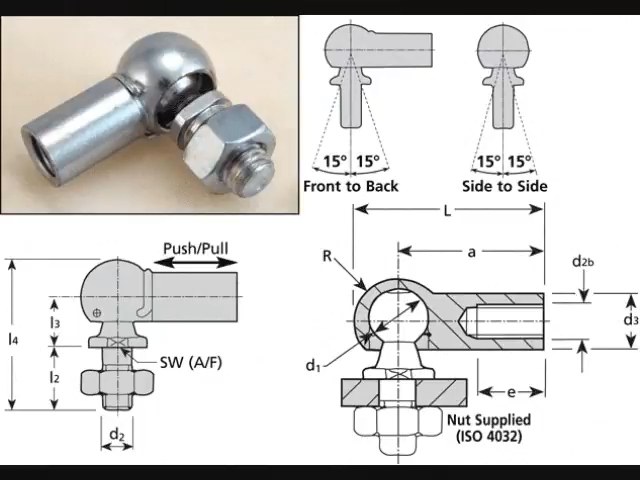 15° 15°
Front to Back
15° 15°
Side to Side
L
a
R
d2b
d3
d1
e
Nut Supplied
(ISO 4032)
Push/Pull
l4
l3
l2
SW (A/F)
d2